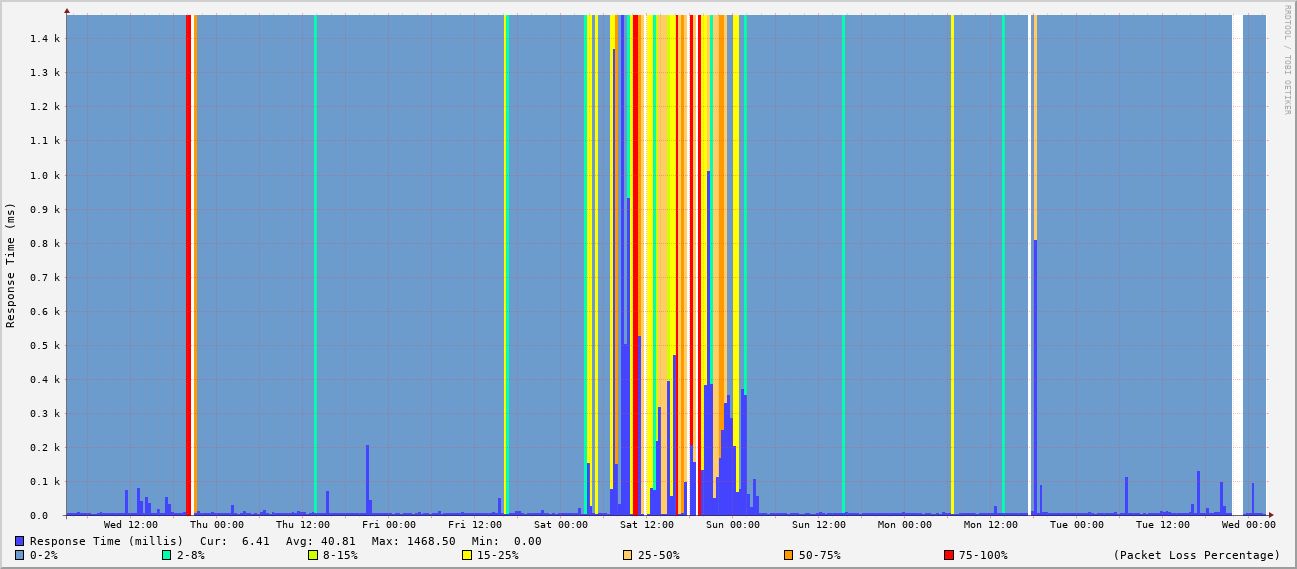 RRDTOOL / TOBI OETIKER
Response Time (ms)
1.4 k
1.3 k
1.2 k
1.1 k
1.0 k
0.9 k
0.8 k
0.7 k
0.6 k
0.5 k
0.4 k
0.3 k
0.2 k
0.1 k
0.0
Wed 12:00 Thu 00:00 Thu 12:00 Fri 00:00 Fri 12:00 Sat 00:00 Sat 12:00 Sun 00:00 Sun 12:00 Mon 00:00 Mon 12:00 Tue 00:00 Tue 12:00 Wed 00:00
Response Time (millis) Cur: 6.41 Avg: 40.81 Max: 1468.50 Min: 0.00
0-2% 2-8% 8-15% 15-25% 25-50% 50-75% 75-100% (Packet Loss Percentage)